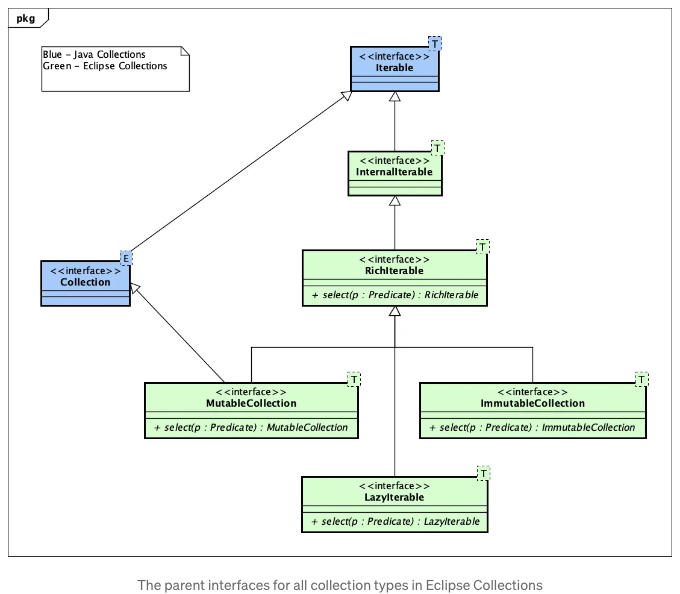 pkg
Blue – Java Collections
Green – Eclipse Collections
T
<<interface>>
Iterable
T
<<interface>>
InternalIterable
T
<<interface>>
RichIterable
+ select(p : Predicate) : RichIterable
E
<<interface>>
Collection
T
<<interface>>
MutableCollection
+ select(p : Predicate) : MutableCollection
T
<<interface>>
ImmutableCollection
+ select(p : Predicate) : ImmutableCollection
T
<<interface>>
LazyIterable
+ select(p : Predicate) : LazyIterable
The parent interfaces for all collection types in Eclipse Collections